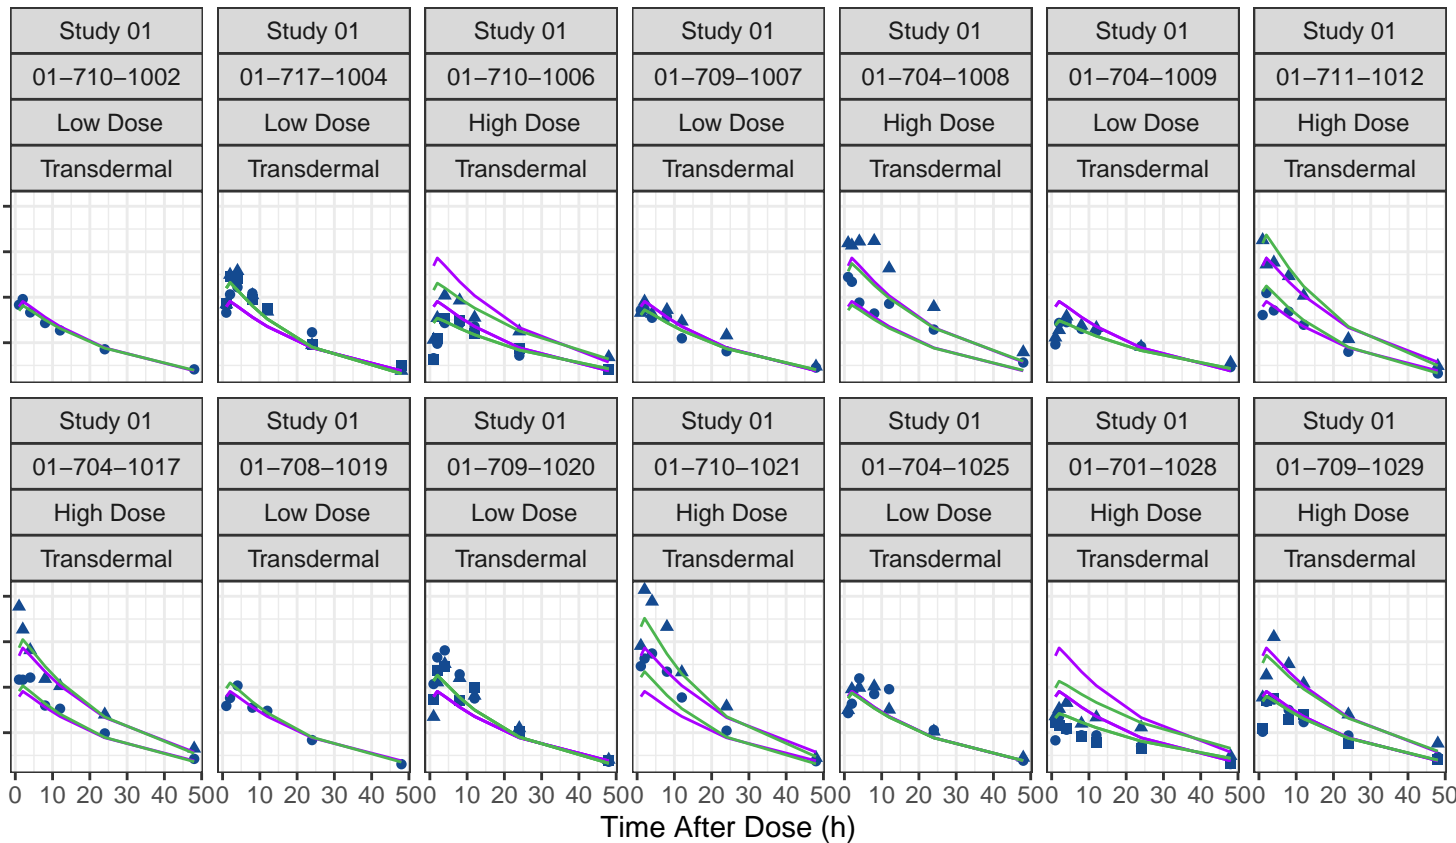 Study 01 Study 01 Study 01 Study 01 Study 01 Study 01 Study 01
01−710−1002 01−717−1004 01−710−1006 01−709−1007 01−704−1008 01−704−1009 01−711−1012
Low Dose Low Dose High Dose Low Dose High Dose Low Dose High Dose
Transdermal Transdermal Transdermal Transdermal Transdermal Transdermal Transdermal
Study 01 Study 01 Study 01 Study 01 Study 01 Study 01 Study 01
01−704−1017 01−708−1019 01−709−1020 01−710−1021 01−704−1025 01−701−1028 01−709−1029
High Dose Low Dose Low Dose High Dose Low Dose High Dose High Dose
Transdermal Transdermal Transdermal Transdermal Transdermal Transdermal Transdermal
0 10 20 30 40 50 0 10 20 30 40 50 0 10 20 30 40 50 0 10 20 30 40 50 0 10 20 30 40 50 0 10 20 30 40 50 0 10 20 30 40 50
Time After Dose (h)